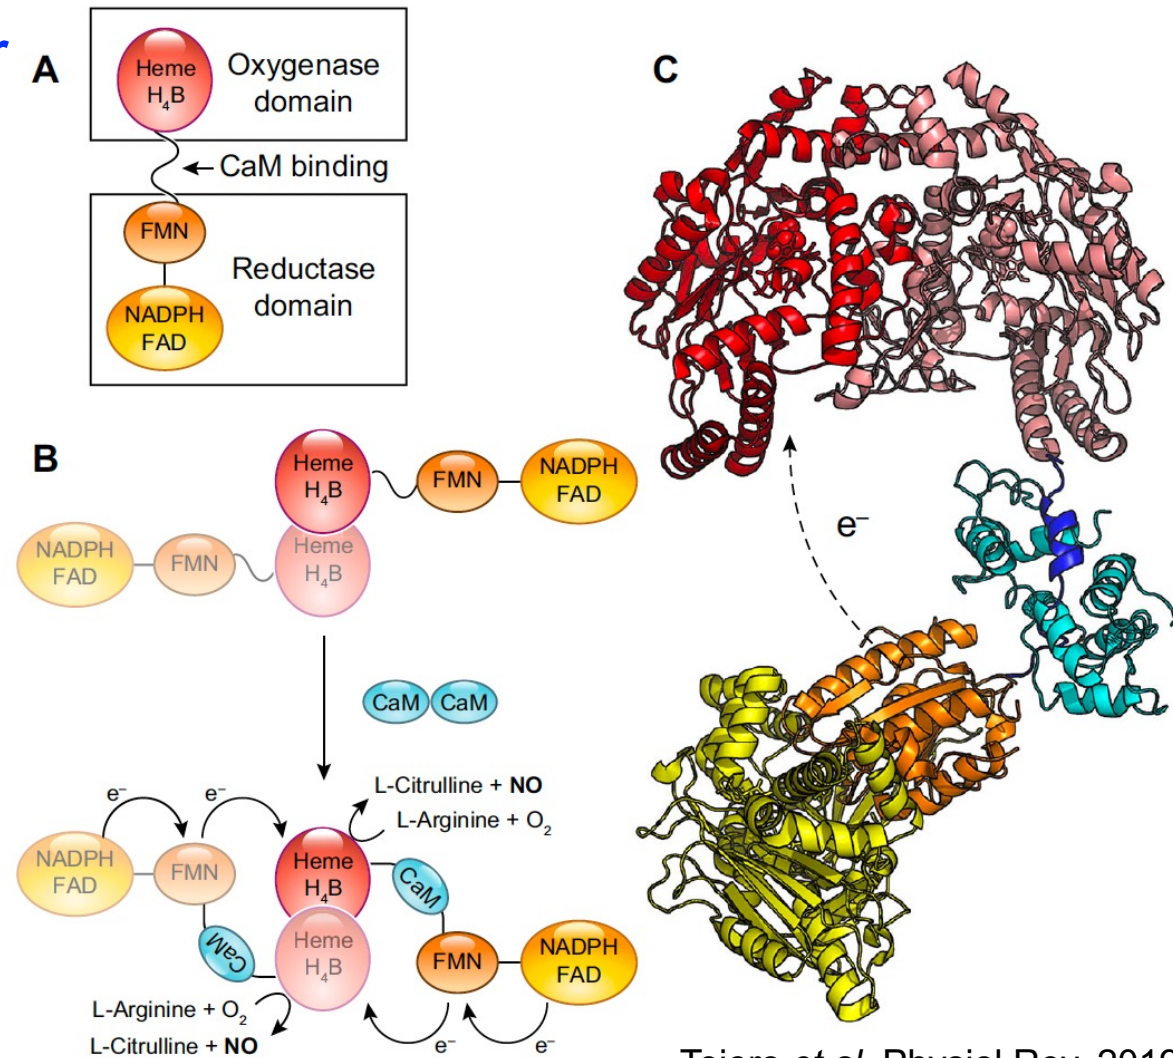 A
Heme
H4B
Oxygenase
domain
CaM binding
FMN
NADPH
FAD
Reductase
domain
B
Heme
H4B
FMN
NADPH
FAD
NADPH
FAD
FMN
Heme
H4B
CaM
CaM
e–
e–
L-Citrulline + NO
L-Arginine + O2
NADPH
FAD
FMN
Heme
H4B
CaM
CaM
Heme
H4B
FMN
NADPH
FAD
L-Arginine + O2
L-Citrulline + NO
e–
e–
C
e–
et al. Physiol Rev.